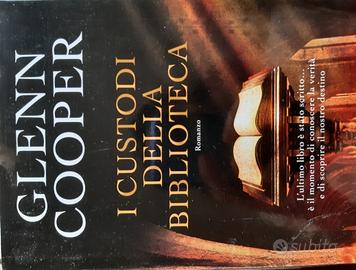 GLENN
COOPER
I CUSTODI
DELLA
BIBLIOTECA
Romanzo
L'ultimo libro è stato scritto...
è il momento di conoscere la verità
e di scoprire il nostro destino
subito